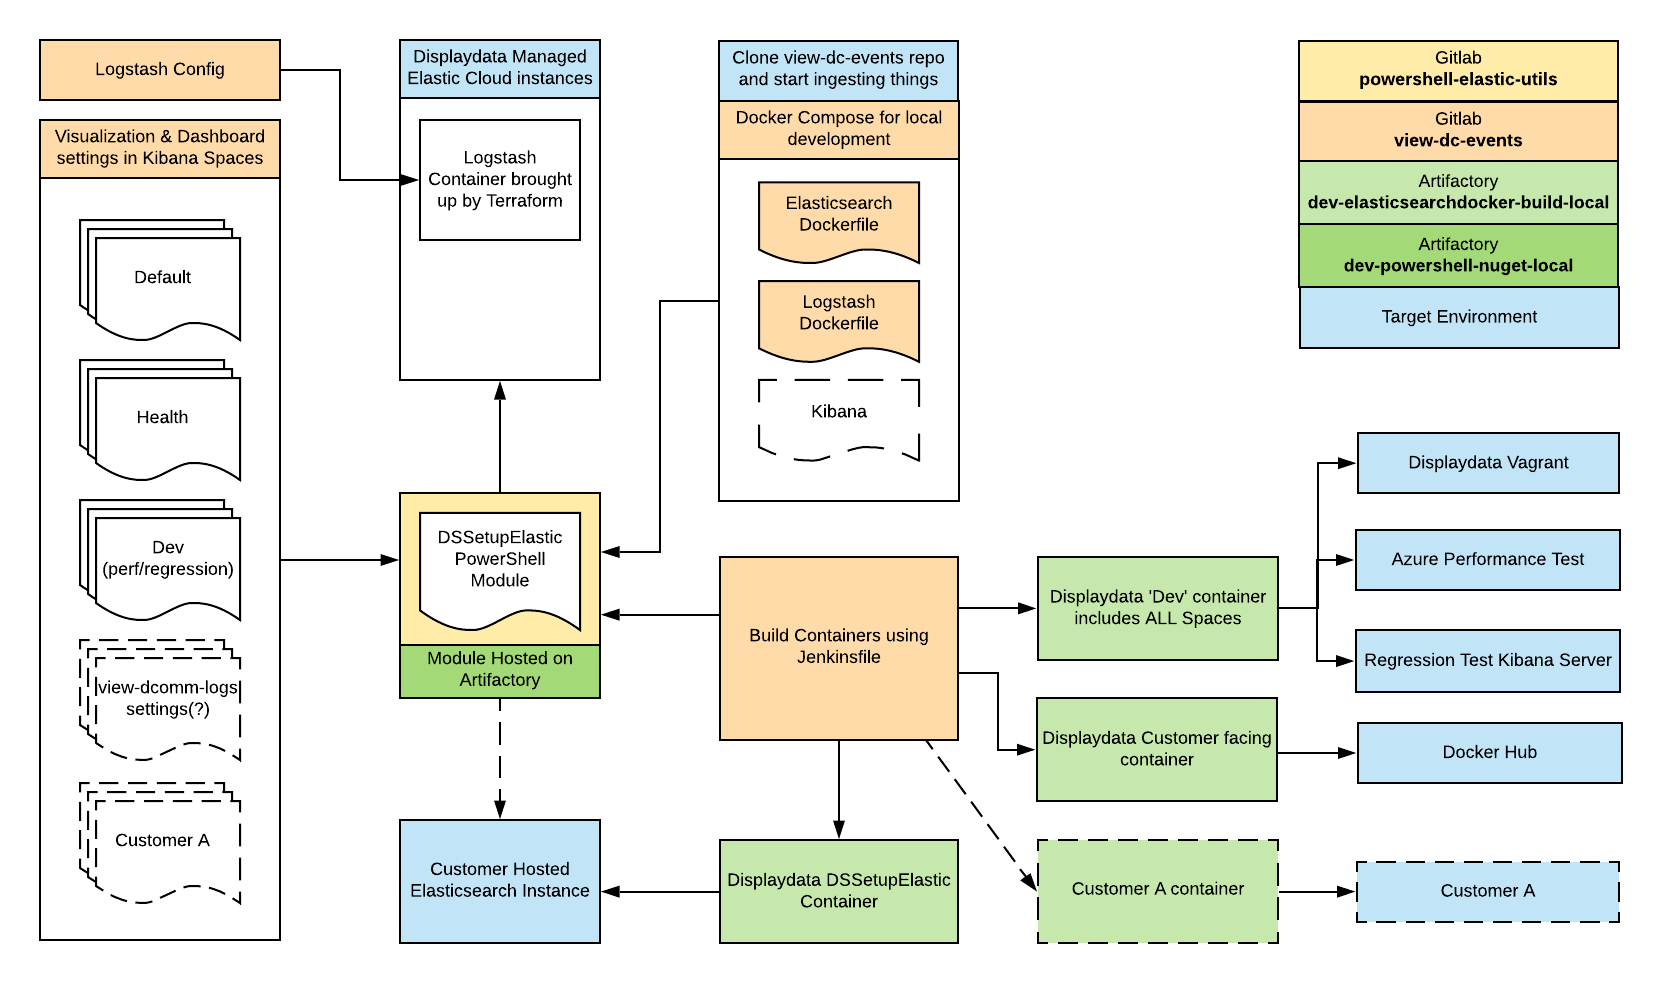 Logstash Config
Visualization & Dashboard
settings in Kibana Spaces
Default
Health
Dev
(perf/regression)
view-dcomm-logs
settings(?)
Customer A
Displaydata Managed
Elastic Cloud instances
Logstash
Container brought
up by Terraform
DSSetupElastic
PowerShell
Module
Module Hosted on
Artifactory
Customer Hosted
Elasticsearch Instance
Clone view-dc-events repo
and start ingesting things
Docker Compose for local
development
Elasticsearch
Dockerfile
Logstash
Dockerfile
Kibana
Build Containers using
Jenkinsfile
Displaydata DSSetupElastic
Container
Displaydata 'Dev' container
includes ALL Spaces
Displaydata Customer facing
container
Customer A container
Gitlab
powershell-elastic-utils
Gitlab
view-dc-events
Artifactory
dev-elasticsearchdocker-build-local
Artifactory
dev-powershell-nuget-local
Target Environment
Displaydata Vagrant
Azure Performance Test
Regression Test Kibana Server
Docker Hub
Customer A